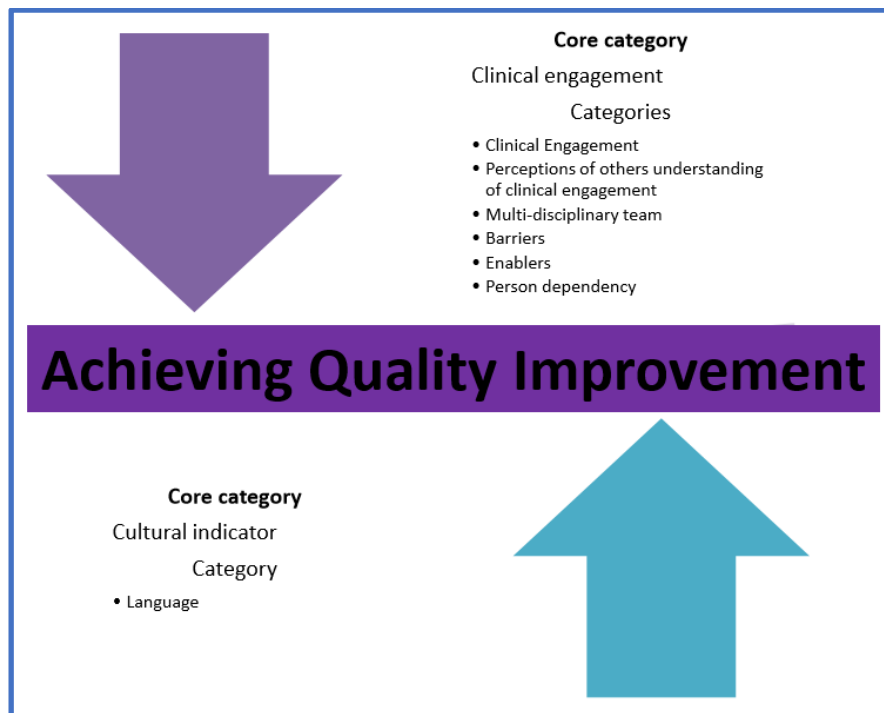 Core category
Clinical engagement
Categories
• Clinical Engagement
• Perceptions of others understanding
of clinical engagement
• Multi-disciplinary team
• Barriers
• Enablers
• Person dependency
Achieving Quality Improvement
Core category
Cultural indicator
Category
• Language